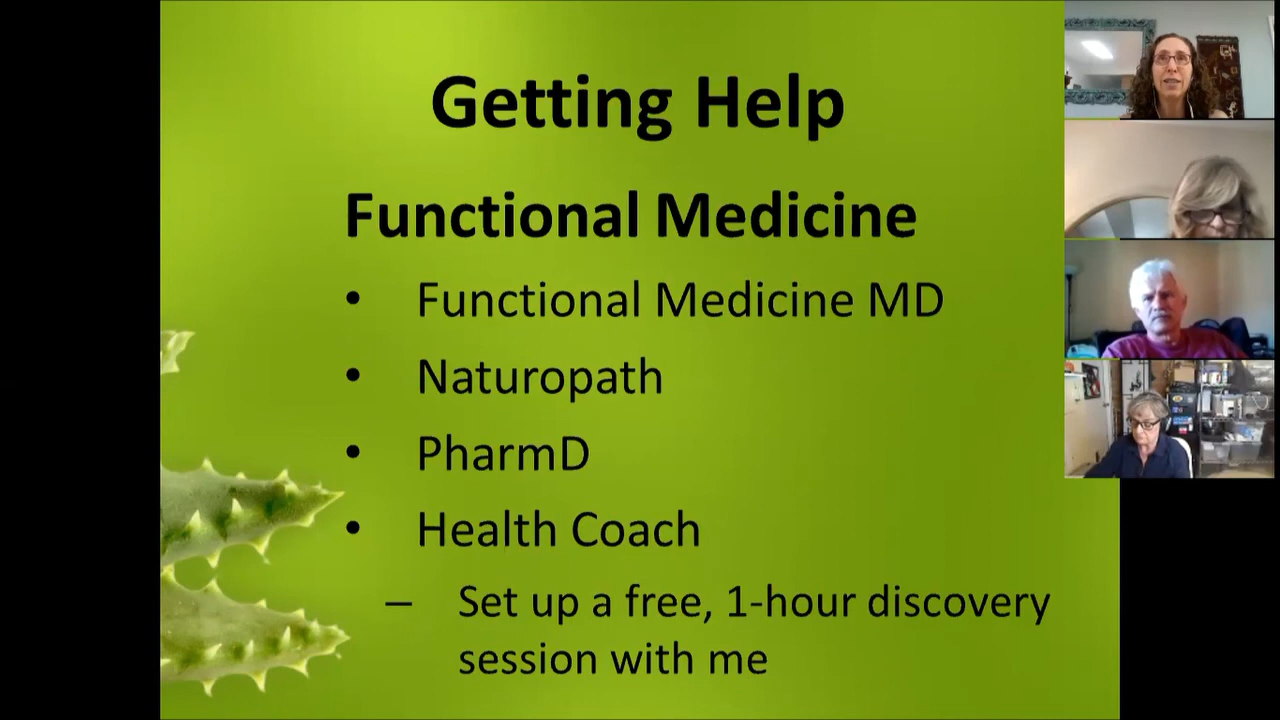 Getting Help
Functional Medicine
• Functional Medicine MD
• Naturopath
• PharmD
• Health Coach
– Set up a free, 1-hour discovery
session with me